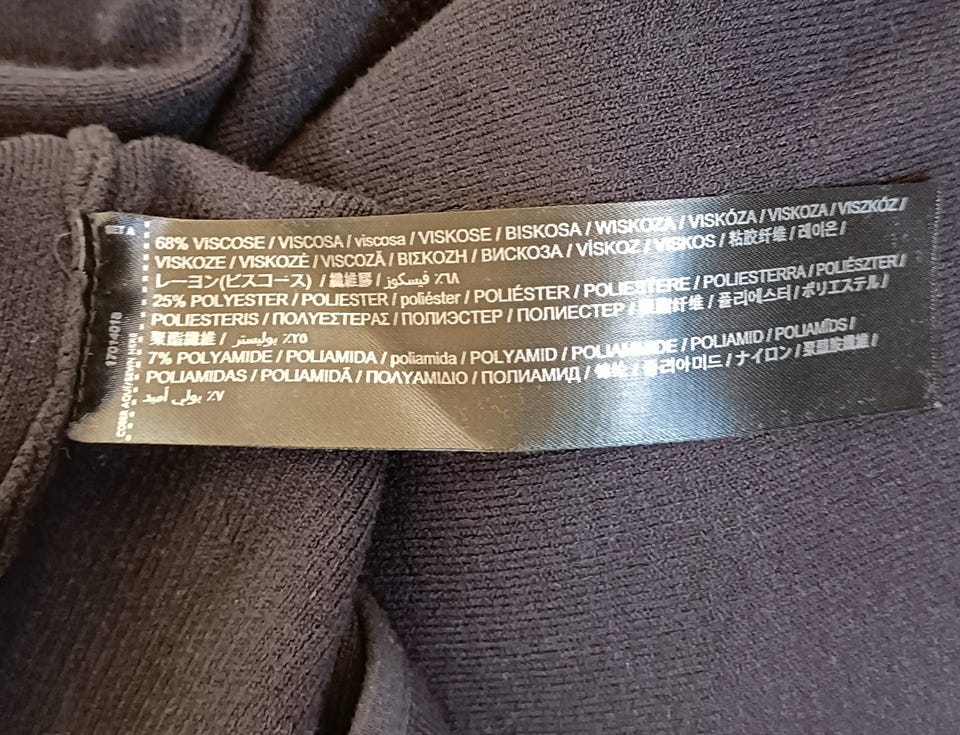 68% VISCOSE / VISCOSA / viscosa / VISKOSE / BISKOSA / WISKOZA / VISKÓZA / VISKOZA / VISZKÓZ /
VISKOZE / VISKOZĖ / VISCOZĂ / ΒΙΣΚΟΖΗ / ВИСКОЗА / VİSKOZ / VISKOS / 粘胶纤维 / 레이온 /
レーヨン(ビスコース) / 纖維膠 / فيسكوز ٪٦٨
25% POLYESTER / POLIESTER / poliéster / POLIÉSTER / POLIESTERE / POLIESTERRA / POLIÉSZTER /
POLIESTERIS / ΠΟΛΥΕΣΤΕΡΑΣ / ПОЛИЭСТЕР / ПОЛИЕСТЕР / 聚酯纤维 / 폴리에스터 / ポリエステル /
聚酯纖維 / بوليستر ٪٢٥
7% POLYAMIDE / POLIAMIDA / poliamida / POLYAMID / POLIAMMIDE / POLIAMID / POLIAMĪDS /
POLIAMIDAS / POLIAMIDĂ / ΠΟΛΥΑΜΙΔΙΟ / ПОЛИАМИД / 锦纶 / 폴리아미드 / ナイロン / 聚醯胺纖維 /
بولي أميد ٪٧